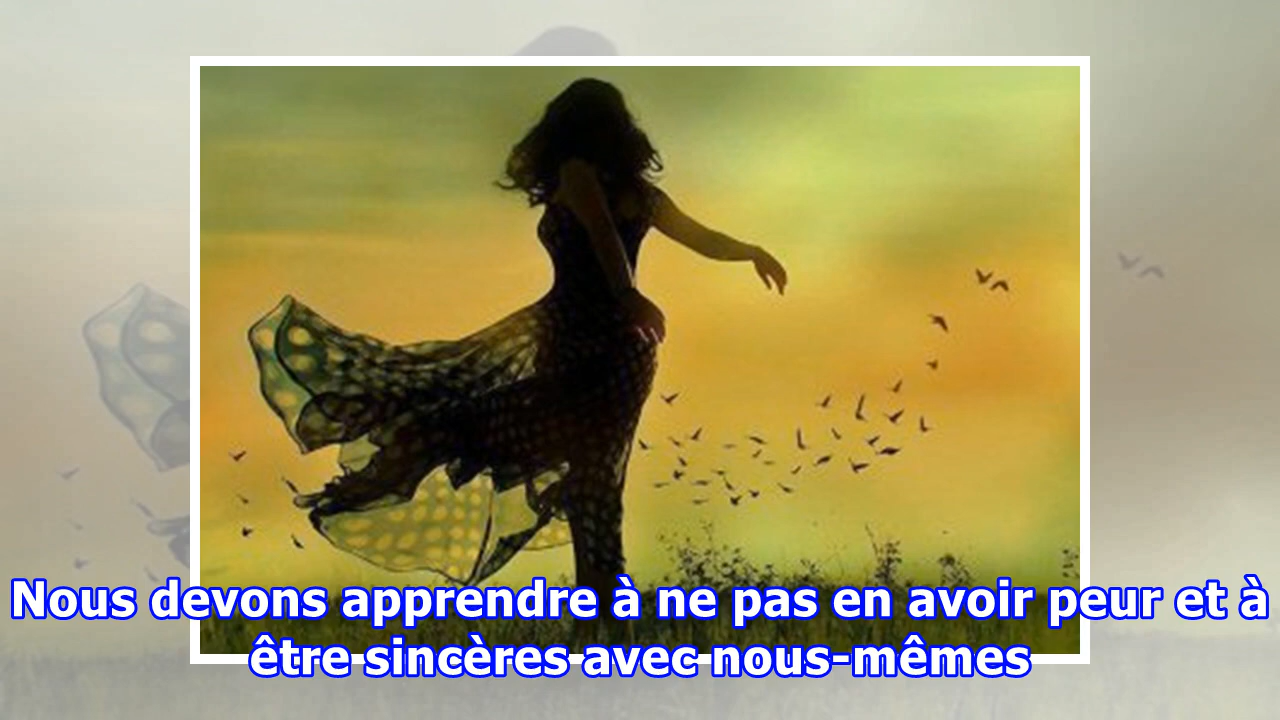 Nous devons apprendre à ne pas en avoir peur et à
être sincères avec nous-mêmes